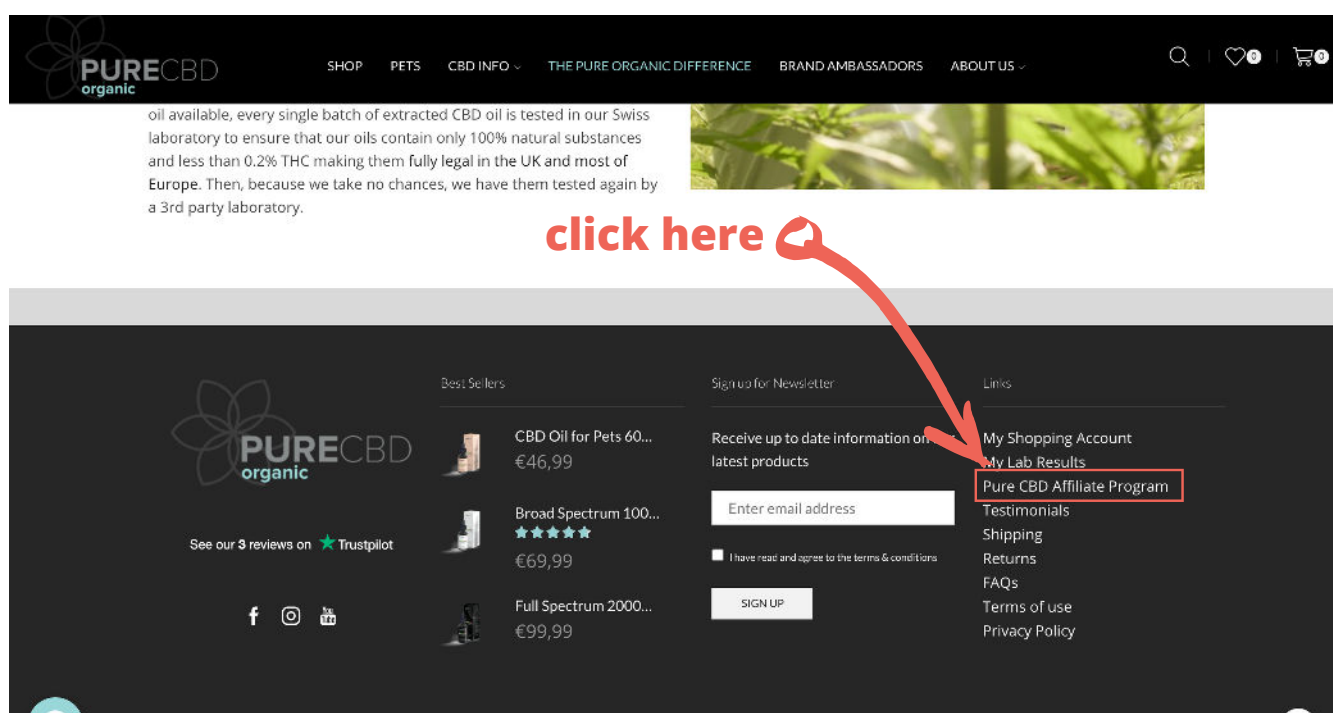 PURECBD
organic
SHOP PETS CBD INFO THE PURE ORGANIC DIFFERENCE BRAND AMBASSADORS ABOUT US
0 0
oil available, every single batch of extracted CBD oil is tested in our Swiss
laboratory to ensure that our oils contain only 100% natural substances
and less than 0.2% THC making them fully legal in the UK and most of
Europe. Then, because we take no chances, we have them tested again by
a 3rd party laboratory.
click here
PURECBD
organic
See our 3 reviews on Trustpilot
Best Sellers
CBD Oil for Pets 60...
€46,99
Broad Spectrum 100...
€69,99
Full Spectrum 2000...
€99,99
Sign up for Newsletter
Receive up to date information on
latest products
Enter email address
I have read and agree to the terms & conditions
SIGN UP
Links
My Shopping Account
My Lab Results
Pure CBD Affiliate Program
Testimonials
Shipping
Returns
FAQs
Terms of use
Privacy Policy